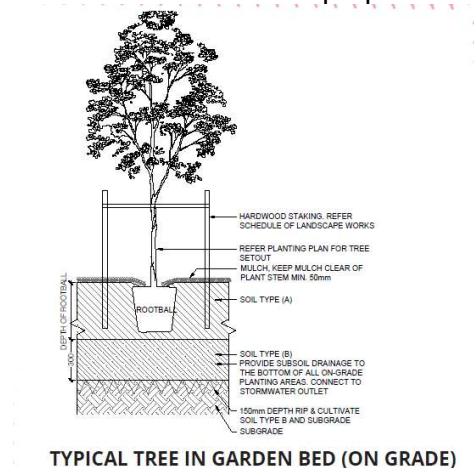 HARDWOOD STAKING. REFER
SCHEDULE OF LANDSCAPE WORKS
REFER PLANTING PLAN FOR TREE
SETOUT
MULCH, KEEP MULCH CLEAR OF
PLANT STEM MIN. 50mm
DEPTH OF ROOTBALL
ROOTBALL
SOIL TYPE (A)
300
SOIL TYPE (B)
PROVIDE SUBSOIL DRAINAGE TO
THE BOTTOM OF ALL ON-GRADE
PLANTING AREAS. CONNECT TO
STORMWATER OUTLET
150mm DEPTH RIP & CULTIVATE
SOIL TYPE B AND SUBGRADE
SUBGRADE
TYPICAL TREE IN GARDEN BED (ON GRADE)